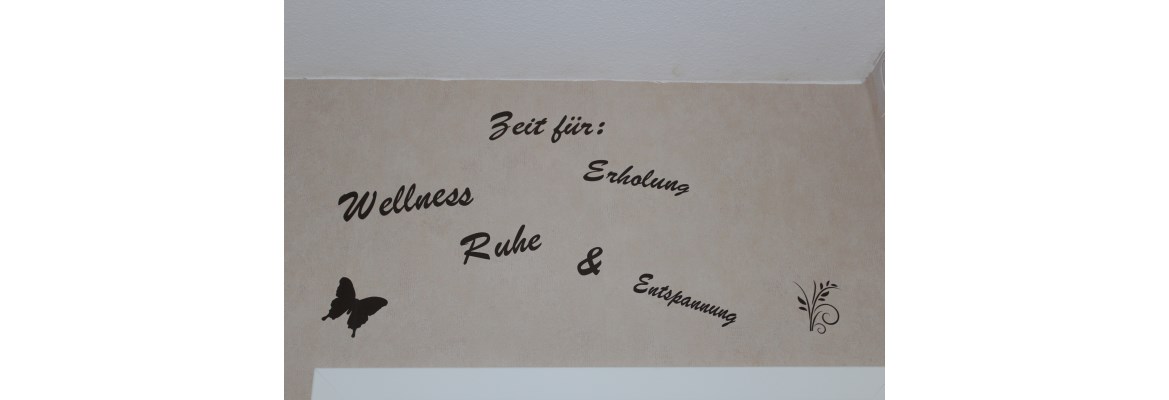 Zeit für:
Erholung
Wellness
Ruhe & Entspannung